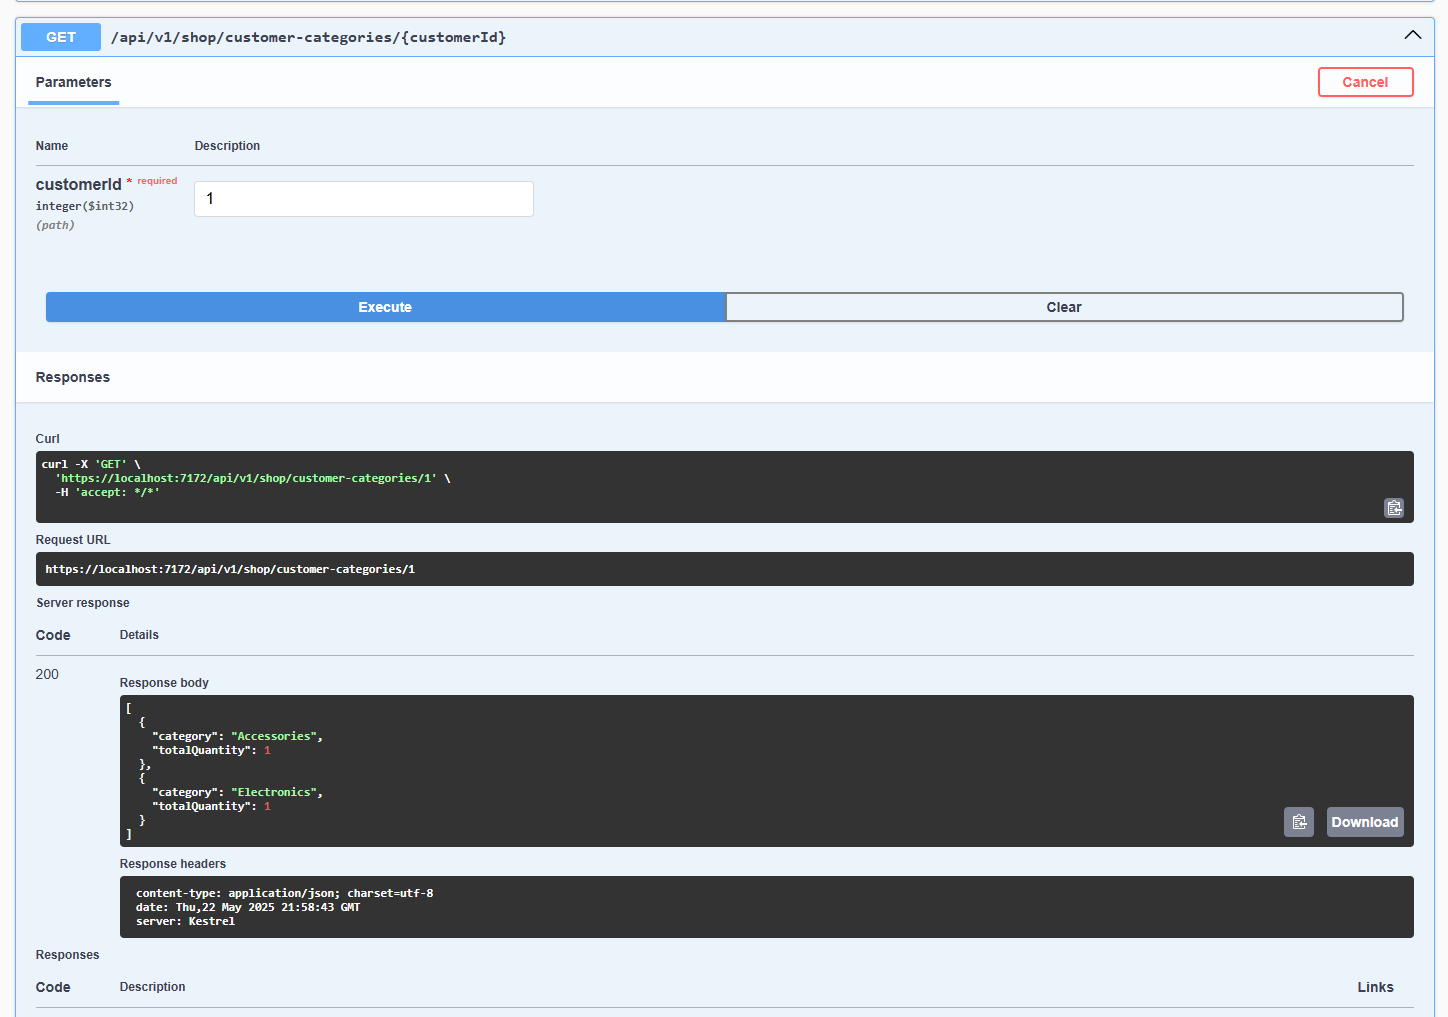 GET /api/v1/shop/customer-categories/{customerId}
Parameters
Cancel
Name Description
customerId * required
integer($int32)
(path)
1
Execute Clear
Responses
Curl
curl -X 'GET' \
'https://localhost:7172/api/v1/shop/customer-categories/1' \
-H 'accept: */*'
Request URL
https://localhost:7172/api/v1/shop/customer-categories/1
Server response
Code Details
200
Response body
[
{
"category": "Accessories",
"totalQuantity": 1
},
{
"category": "Electronics",
"totalQuantity": 1
}
]
Download
Response headers
content-type: application/json; charset=utf-8
date: Thu,22 May 2025 21:58:43 GMT
server: Kestrel
Responses
Code Description Links